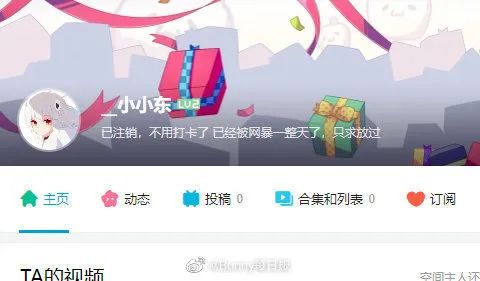 __小小东 LV2
已注销，不用打卡了 已经被网暴一整天了，只求放过
主页 动态 投稿 0 合集和列表 0 订阅
TA的视频
空间主人还
@Bunny每日报